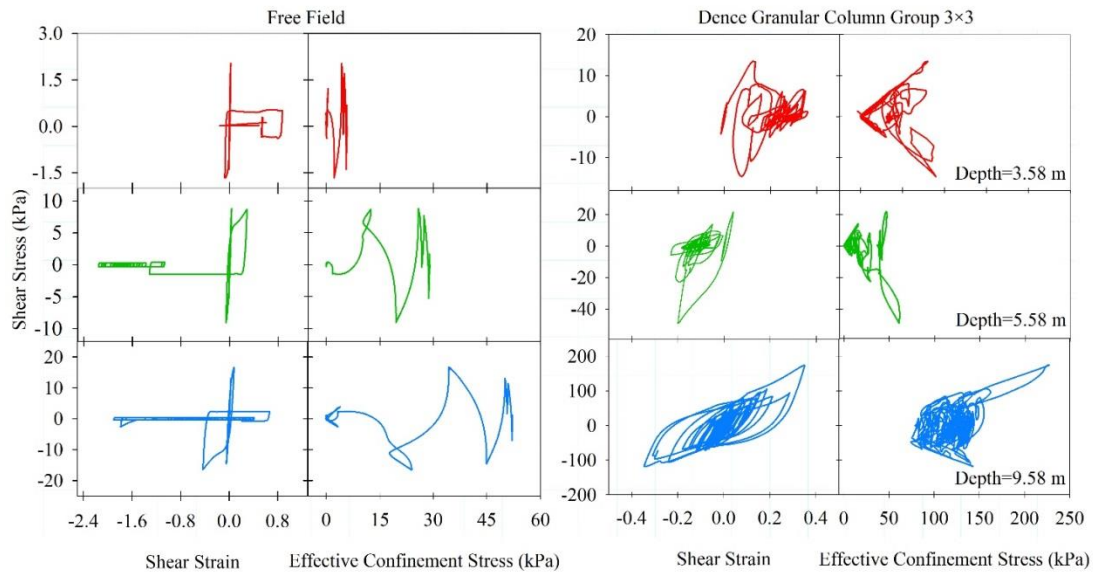 Free Field
Dence Granular Column Group 3×3
Shear Stress (kPa)
3.0
1.5
0.0
-1.5
10
5
0
-5
-10
20
10
0
-10
-20
20
10
0
-10
Depth=3.58 m
20
0
-20
-40
Depth=5.58 m
200
100
0
-100
-200
Depth=9.58 m
-2.4 -1.6 -0.8 0.0 0.8
0 15 30 45 60
-0.4 -0.2 0.0 0.2 0.4
0 50 100 150 200 250
Shear Strain
Effective Confinement Stress (kPa)
Shear Strain
Effective Confinement Stress (kPa)